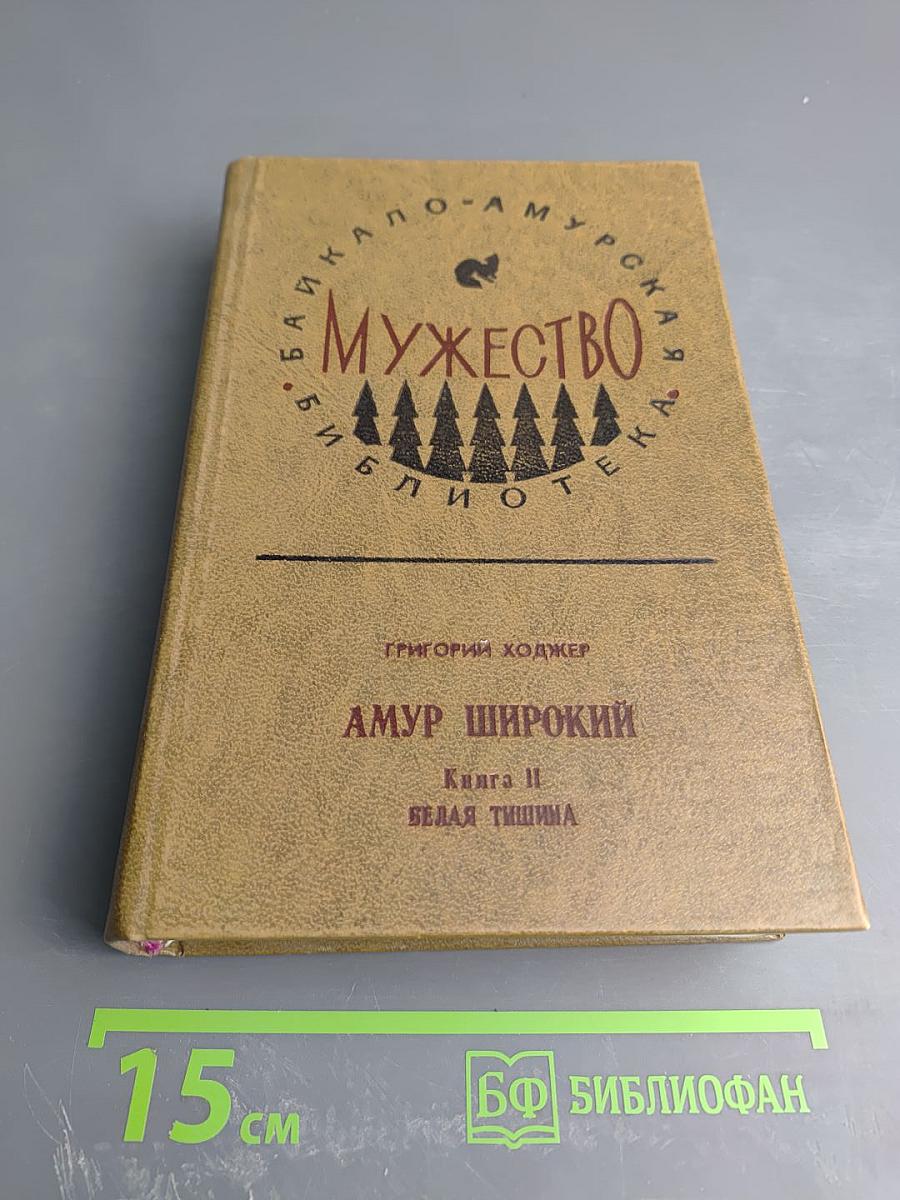 БАЙКАЛО-АМУРСКАЯ
МУЖЕСТВО
БИБЛИОТЕКА
ГРИГОРИЙ ХОДЖЕР
АМУР ШИРОКИЙ
Книга II
БЕЛАЯ ТИШИНА
15 см
БФ БИБЛИОФАН